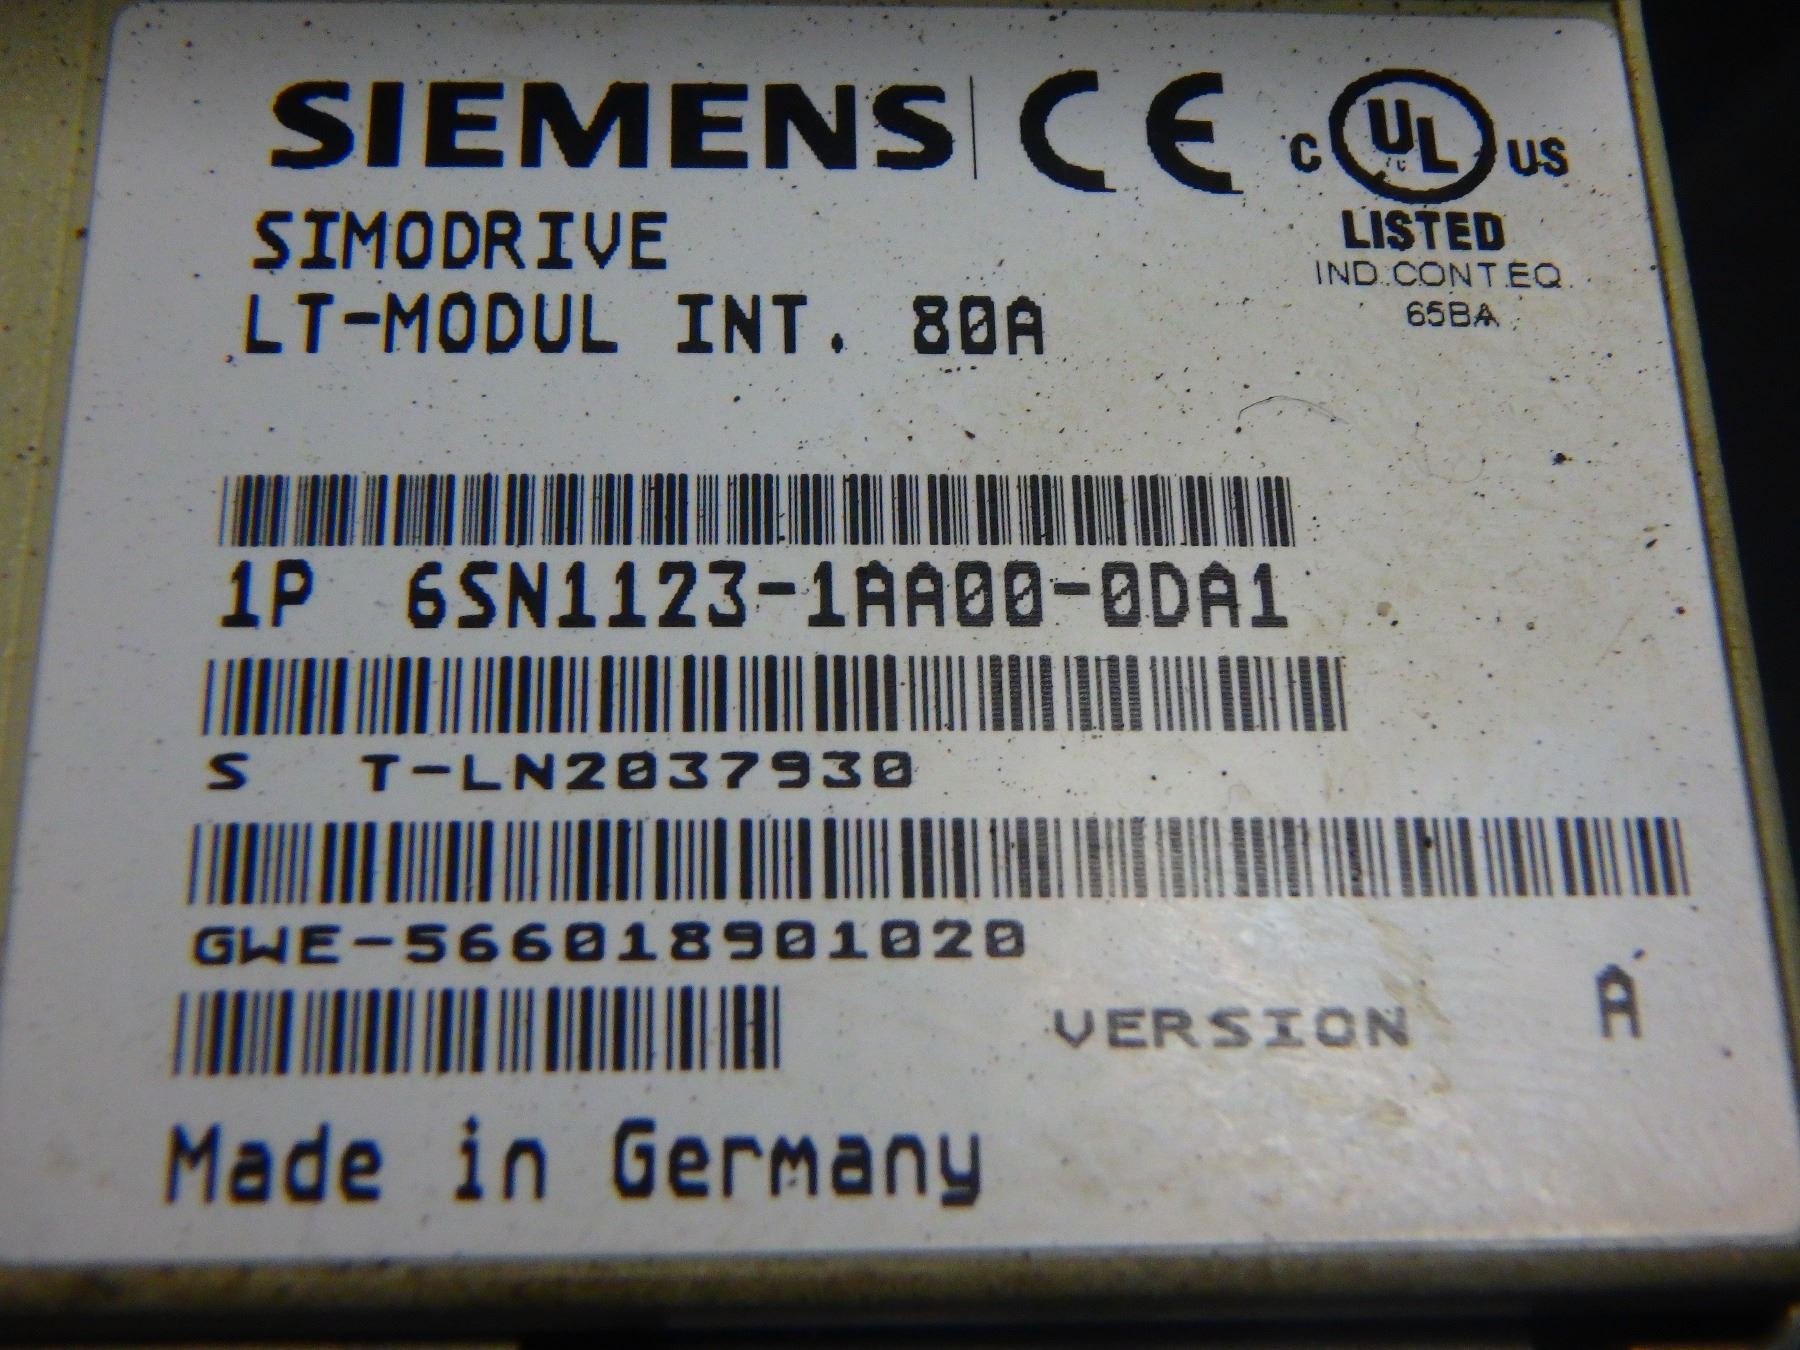 SIEMENS CE C UL US
LISTED
IND.CONT.EQ.
65BA
SIMODRIVE
LT-MODUL INT. 80A
1P 6SN1123-1AA00-0DA1
S T-LN2037930
GWE-566018901020
VERSION A
Made in Germany